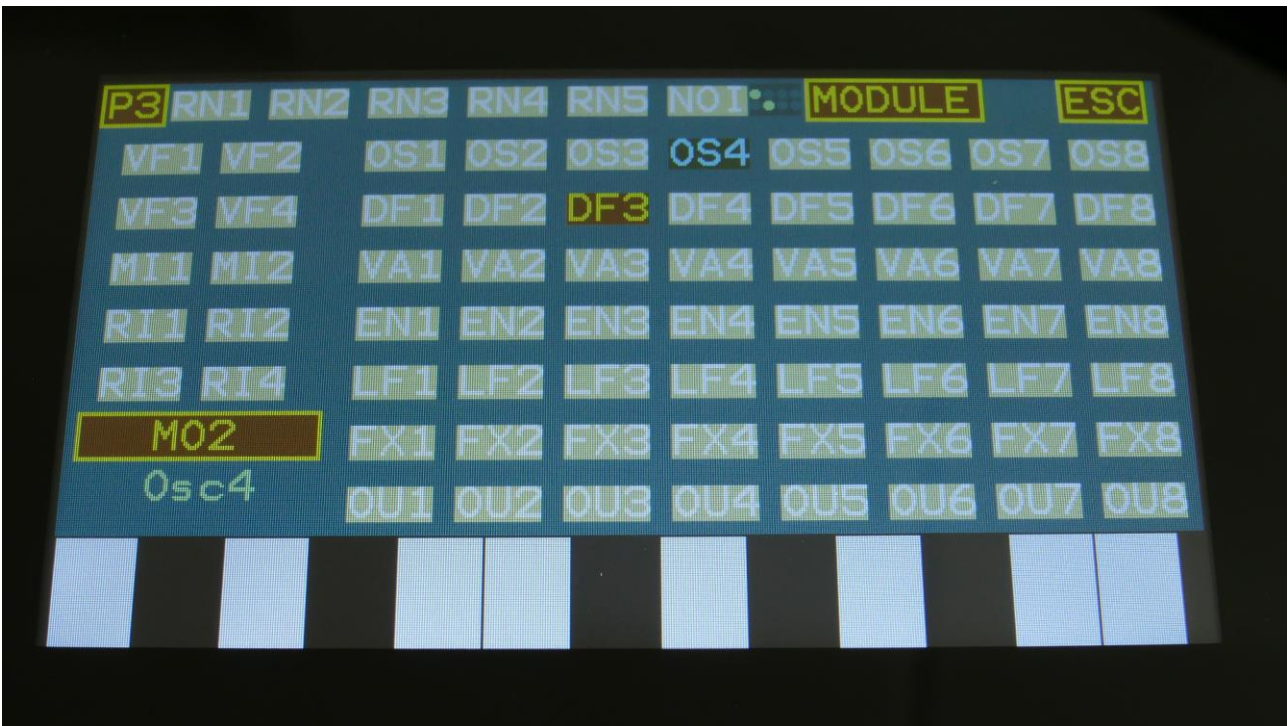 P3 RN1 RN2 RN3 RN4 RN5 NOI MODULE ESC
VF1 VF2 OS1 OS2 OS3 OS4 OS5 OS6 OS7 OS8
VF3 VF4 DF1 DF2 DF3 DF4 DF5 DF6 DF7 DF8
MI1 MI2 VA1 VA2 VA3 VA4 VA5 VA6 VA7 VA8
RI1 RI2 EN1 EN2 EN3 EN4 EN5 EN6 EN7 EN8
RI3 RI4 LF1 LF2 LF3 LF4 LF5 LF6 LF7 LF8
MO2 FX1 FX2 FX3 FX4 FX5 FX6 FX7 FX8
Osc4 OU1 OU2 OU3 OU4 OU5 OU6 OU7 OU8